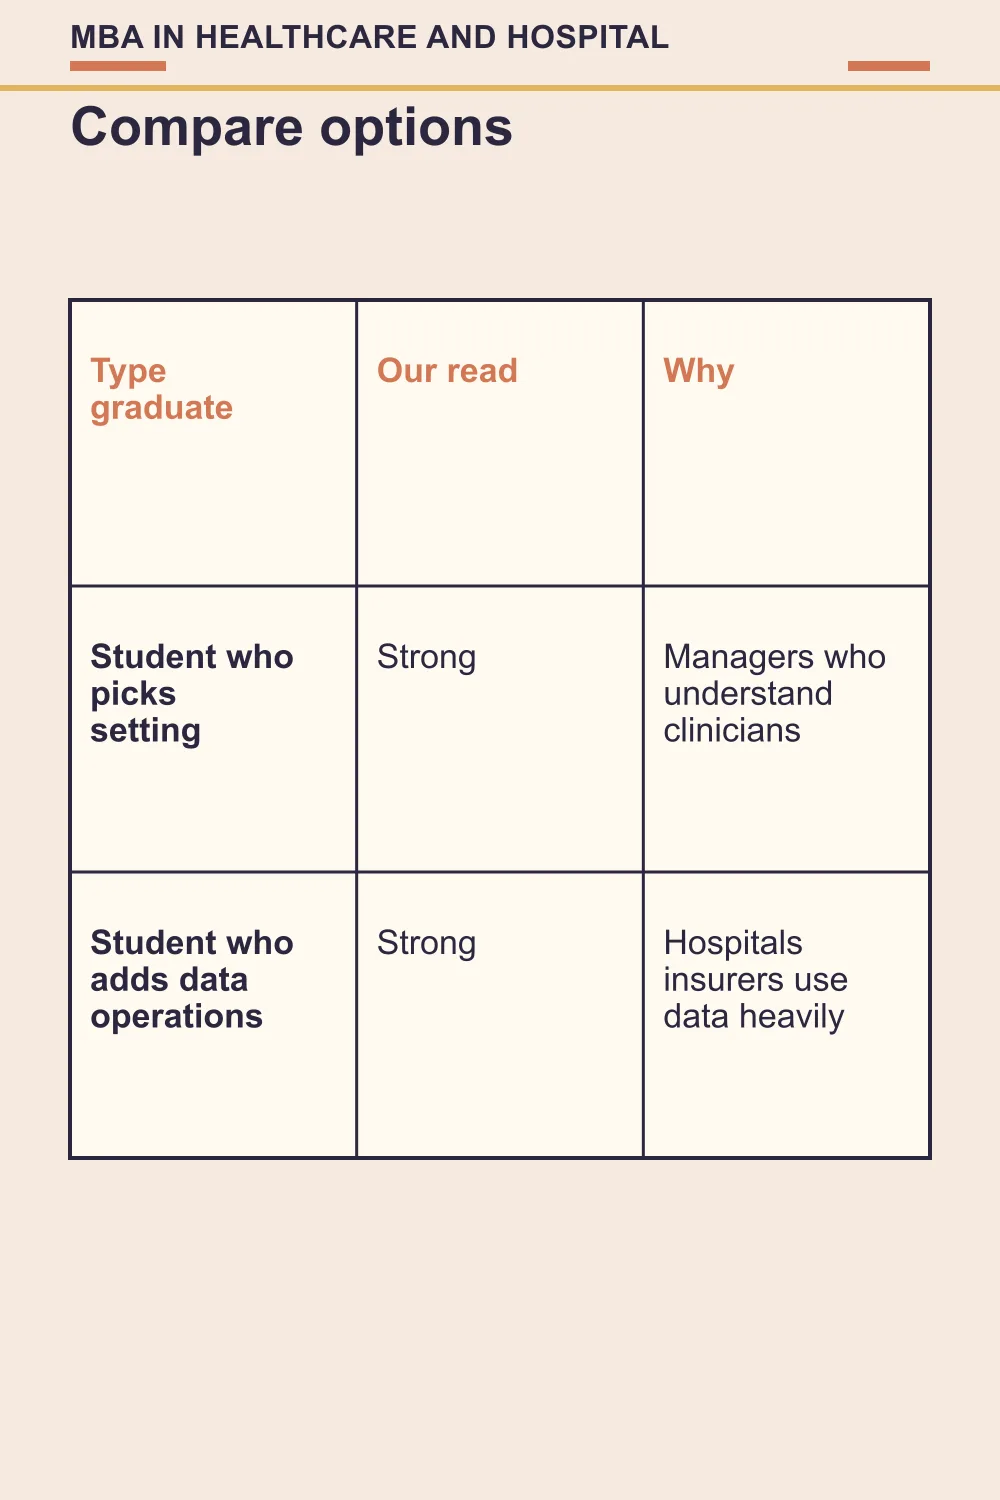 MBA IN HEALTHCARE AND HOSPITAL
Compare options
Type
graduate
Our read
Why
Student who
picks
setting
Strong
Managers who
understand
clinicians
Student who
adds data
operations
Strong
Hospitals
insurers use
data heavily